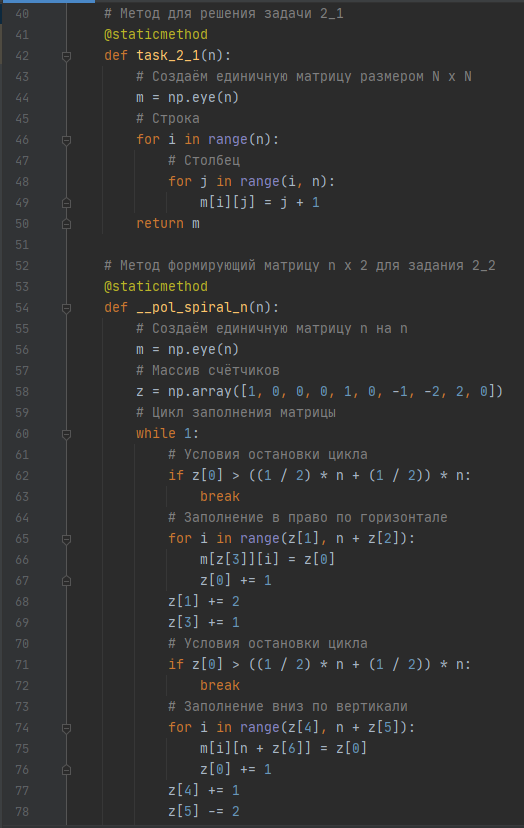 40 # Метод для решения задачи 2_1
41 @staticmethod
42 def task_2_1(n):
43 # Создаём единичную матрицу размером N x N
44 m = np.eye(n)
45 # Строка
46 for i in range(n):
47 # Столбец
48 for j in range(i, n):
49 m[i][j] = j + 1
50 return m
51
52 # Метод формирующий матрицу n x 2 для задания 2_2
53 @staticmethod
54 def __pol_spiral_n(n):
55 # Создаём единичную матрицу n на n
56 m = np.eye(n)
57 # Массив счётчиков
58 z = np.array([1, 0, 0, 0, 1, 0, -1, -2, 2, 0])
59 # Цикл заполнения матрицы
60 while 1:
61 # Условия остановки цикла
62 if z[0] > ((1 / 2) * n + (1 / 2)) * n:
63 break
64 # Заполнение в право по горизонтале
65 for i in range(z[1], n + z[2]):
66 m[z[3]][i] = z[0]
67 z[0] += 1
68 z[1] += 2
69 z[3] += 1
70 # Условия остановки цикла
71 if z[0] > ((1 / 2) * n + (1 / 2)) * n:
72 break
73 # Заполнение вниз по вертикали
74 for i in range(z[4], n + z[5]):
75 m[i][n + z[6]] = z[0]
76 z[0] += 1
77 z[4] += 1
78 z[5] -= 2